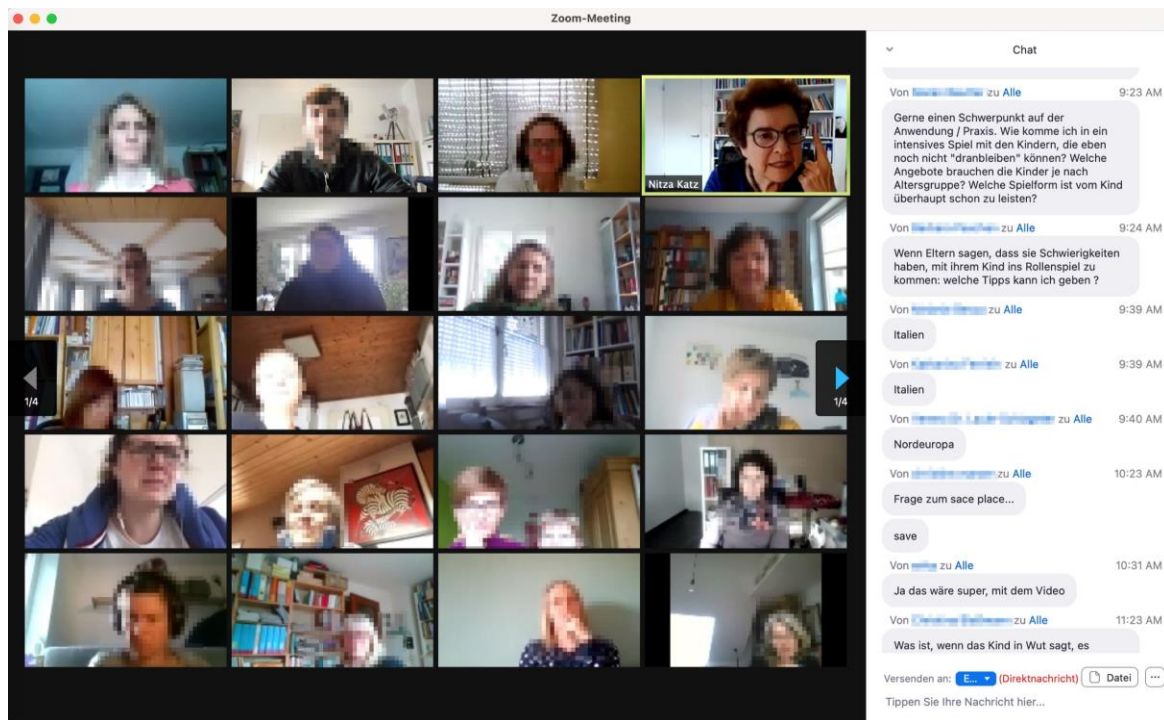 Zoom-Meeting
Nitza Katz
1/4
1/4
Chat
Von zu Alle 9:23 AM
Gerne einen Schwerpunkt auf der
Anwendung / Praxis. Wie komme ich in ein
intensives Spiel mit den Kindern, die eben
noch nicht "dranbleiben" können? Welche
Angebote brauchen die Kinder je nach
Altersgruppe? Welche Spielform ist vom Kind
überhaupt schon zu leisten?
Von zu Alle 9:24 AM
Wenn Eltern sagen, dass sie Schwierigkeiten
haben, mit ihrem Kind ins Rollenspiel zu
kommen: welche Tipps kann ich geben ?
Von zu Alle 9:39 AM
Italien
Von zu Alle 9:39 AM
Italien
Von zu Alle 9:40 AM
Nordeuropa
Von zu Alle 10:23 AM
Frage zum sace place...
save
Von zu Alle 10:31 AM
Ja das wäre super, mit dem Video
Von zu Alle 11:23 AM
Was ist, wenn das Kind in Wut sagt, es
Versenden an: E... (Direktnachricht) Datei ...
Tippen Sie Ihre Nachricht hier...